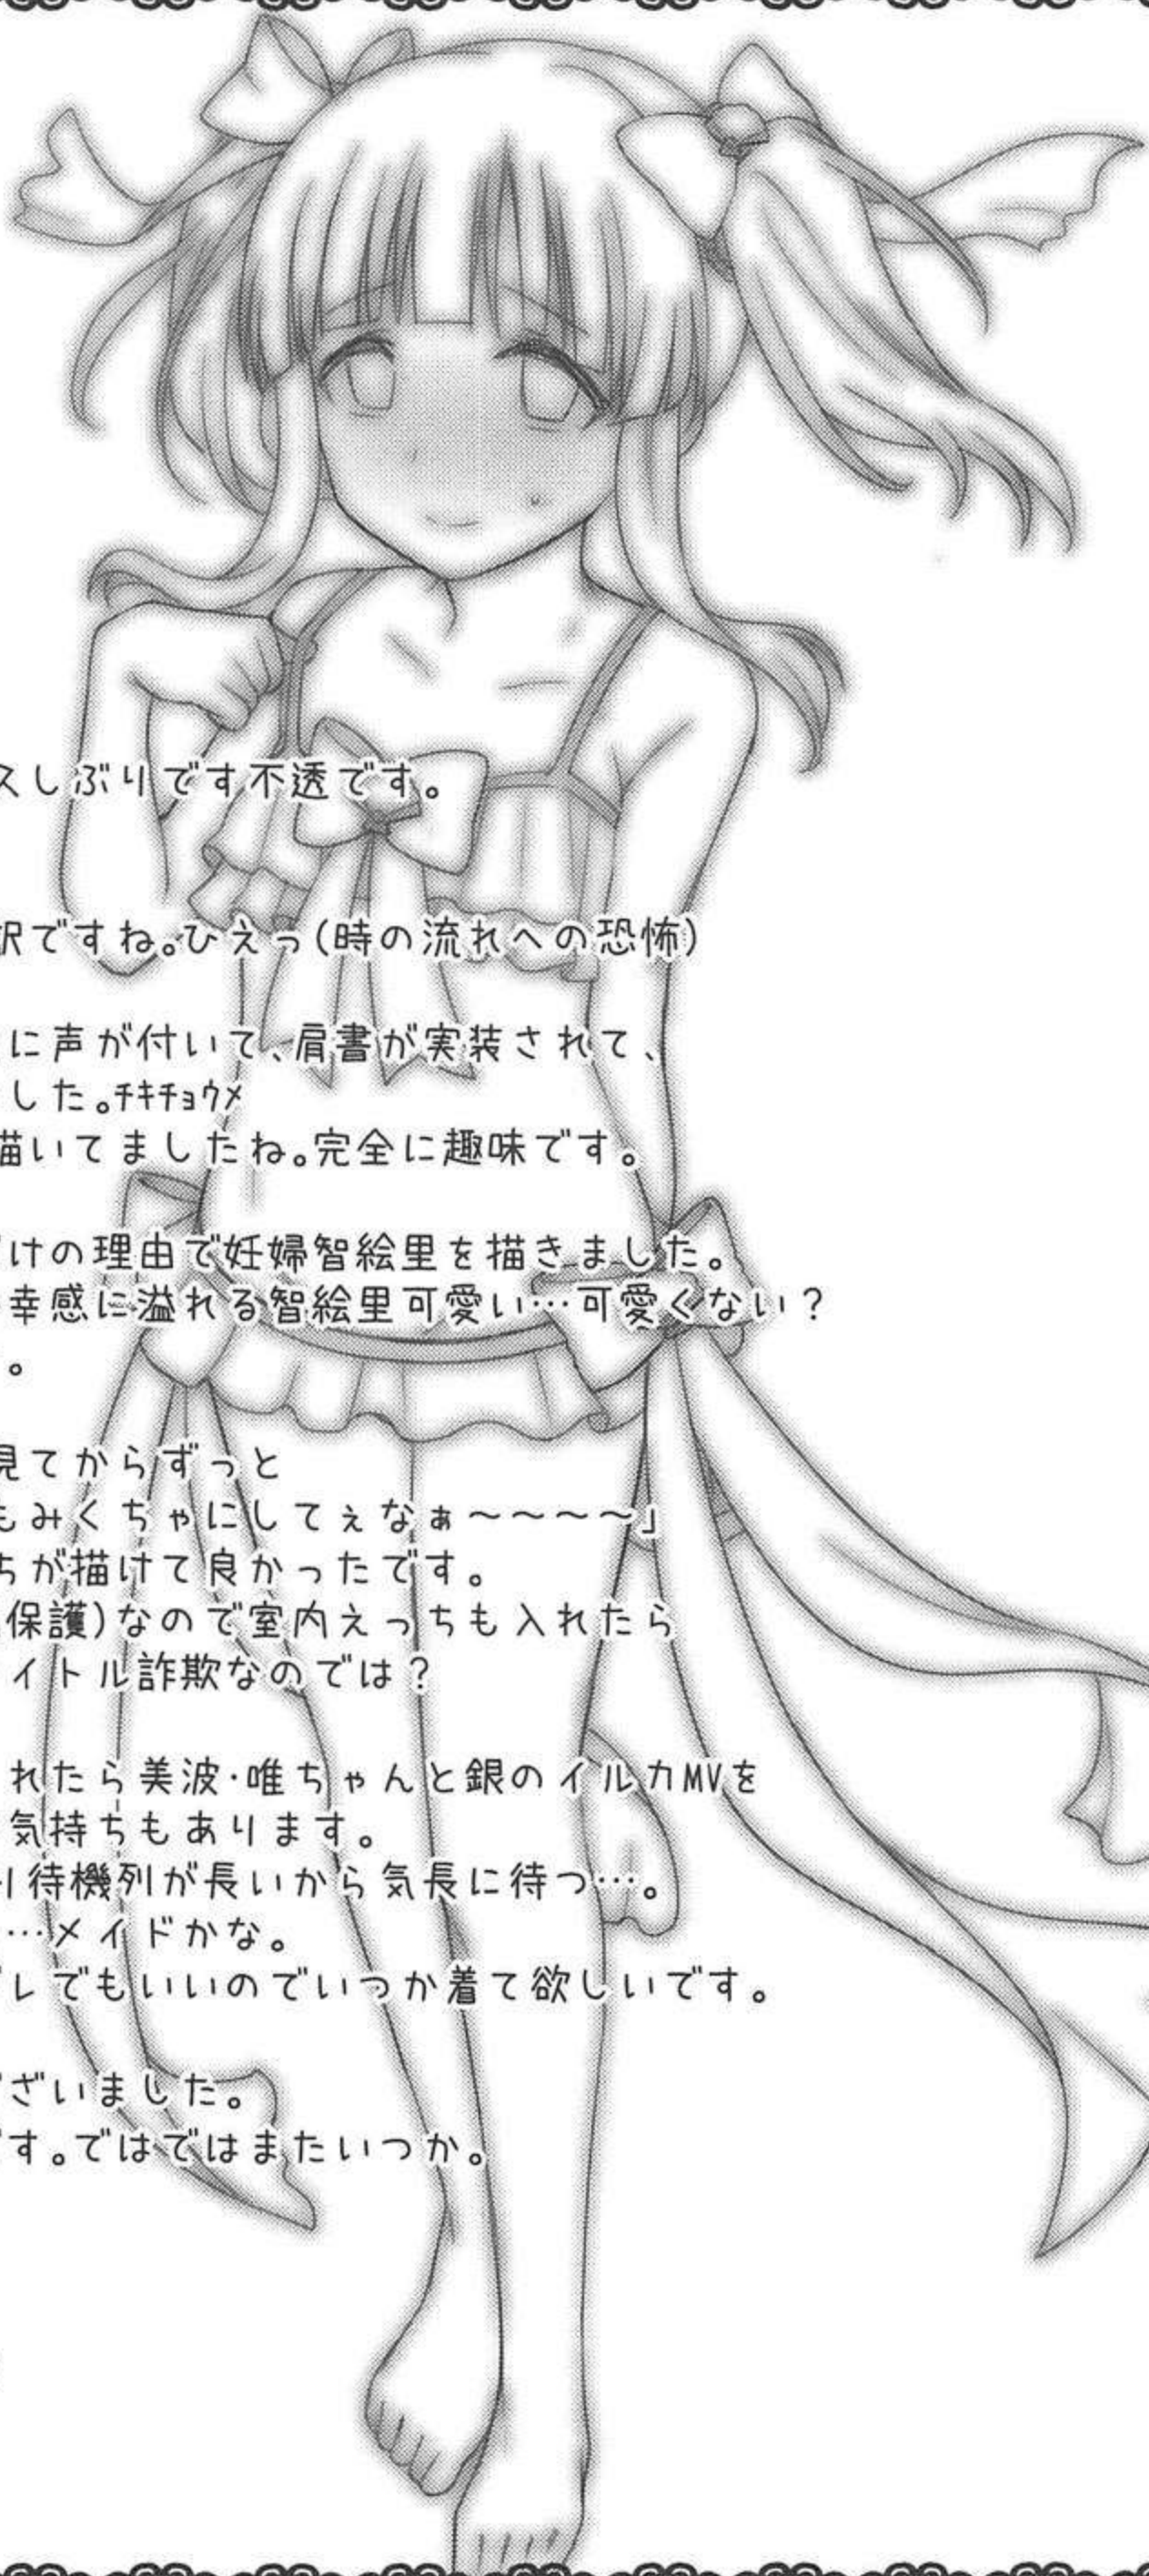 スしぶりです不透です。
訳ですね。ひえっ(時の流れへの恐怖)
に声が付いて、肩書が実装されて、
した。チキチョウメ
描いてましたね。完全に趣味です。
けの理由で妊婦智絵里を描きました。
幸感に溢れる智絵里可愛い…可愛くない?
。
見てからずっと
もみくちゃにしてぇなぁ~~~~」
ちが描けて良かったです。
保護)なので室内えっちも入れたら
イトル詐欺なのでは?
れたら美波・唯ちゃんと銀のイルカMVを
気持ちもあります。
待機列が長いから気長に待つ…。
…メイドかな。
レでもいいのでいつか着て欲しいです。
ざいました。
す。ではではまたいつか。